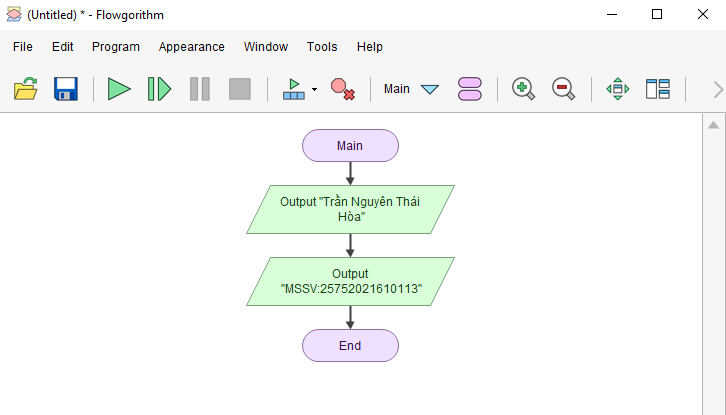 (Untitled) * - Flowgorithm
File Edit Program Appearance Window Tools Help
Main
Main
Output "Trần Nguyên Thái
Hòa"
Output
"MSSV:25752021610113"
End